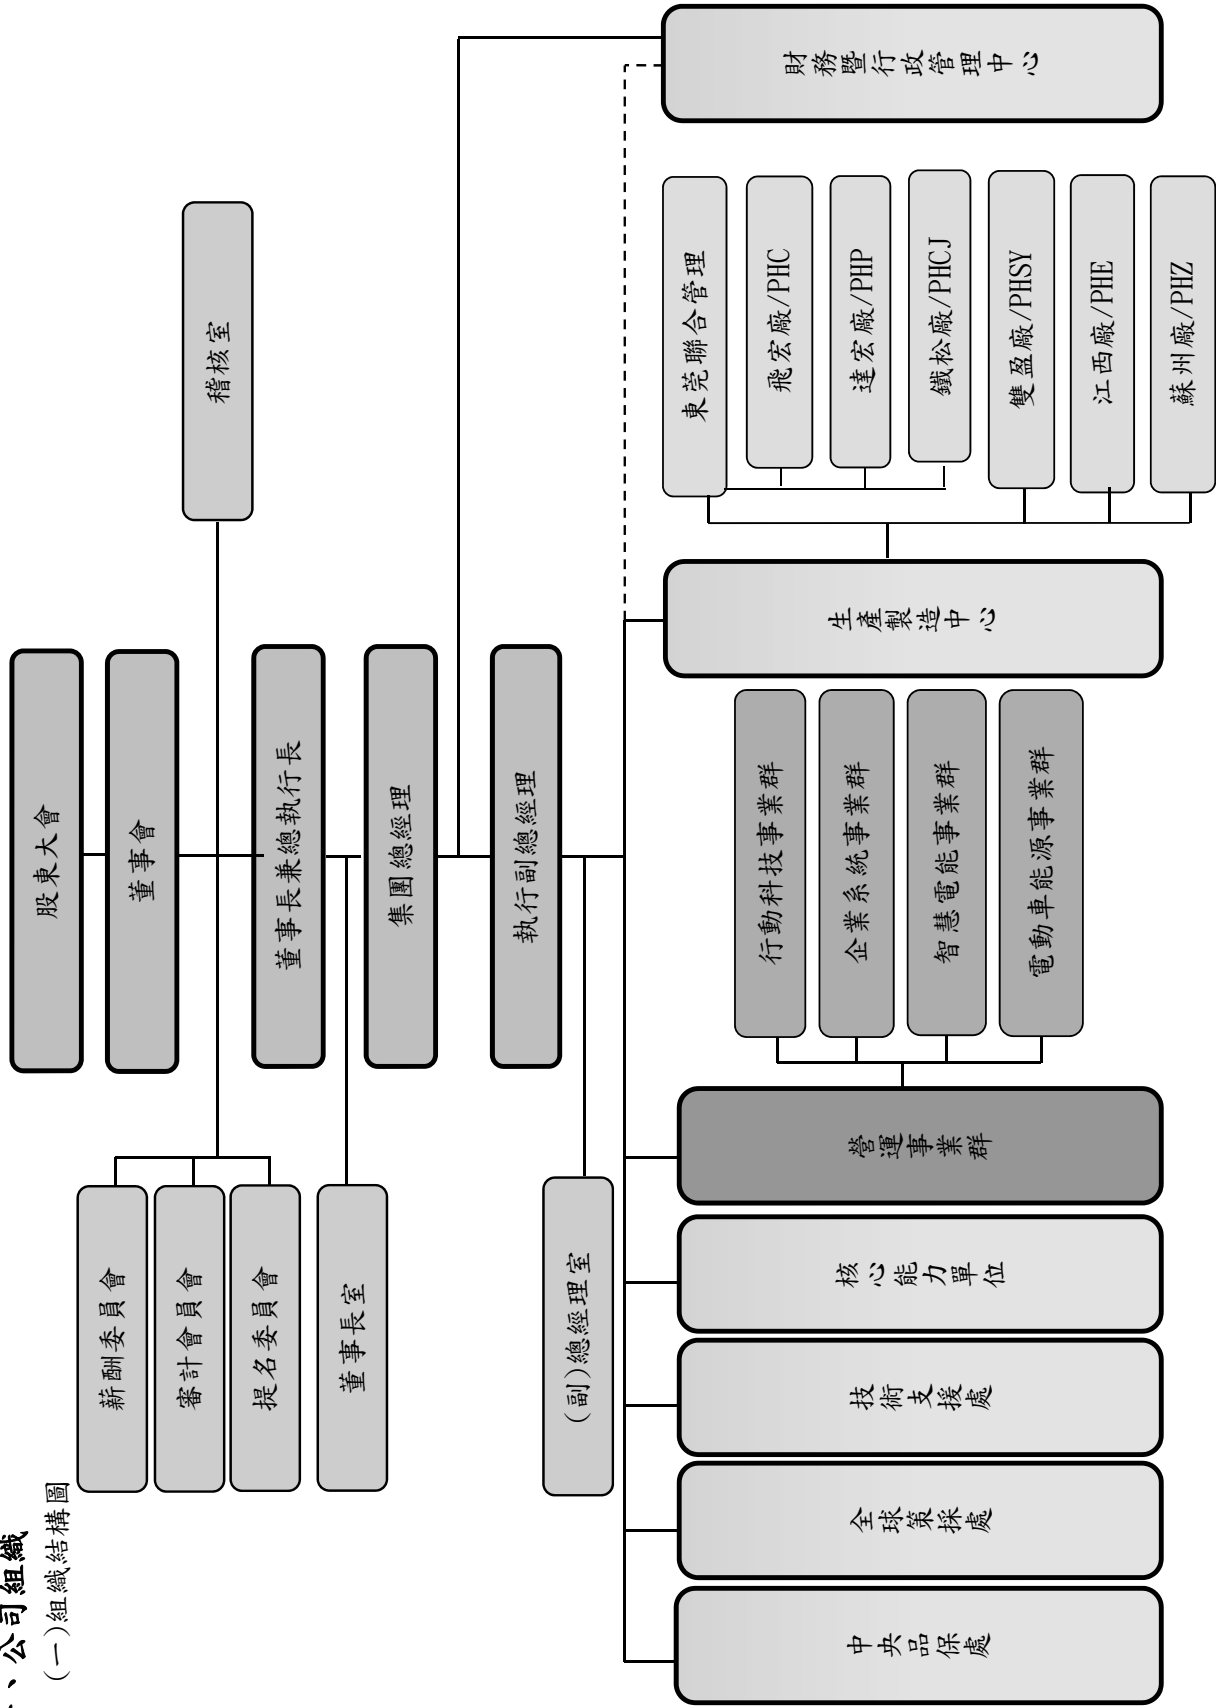 、公司組織
(一)組織結構圖
股東大會
董事會
薪酬委員會
審計會員會
提名委員會
稽核室
董事長兼總執行長
董事長室
集團總經理
執行副總經理
(副)總經理室
中央品保處
全球策採處
技術支援處
核心能力單位
營運事業群
行動科技事業群
企業系統事業群
智慧電能事業群
電動車能源事業群
生產製造中心
東莞聯合管理
飛宏廠/PHC
達宏廠/PHP
鐵松廠/PHCJ
雙盈廠/PHSY
江西廠/PHE
蘇州廠/PHZ
財務暨行政管理中心